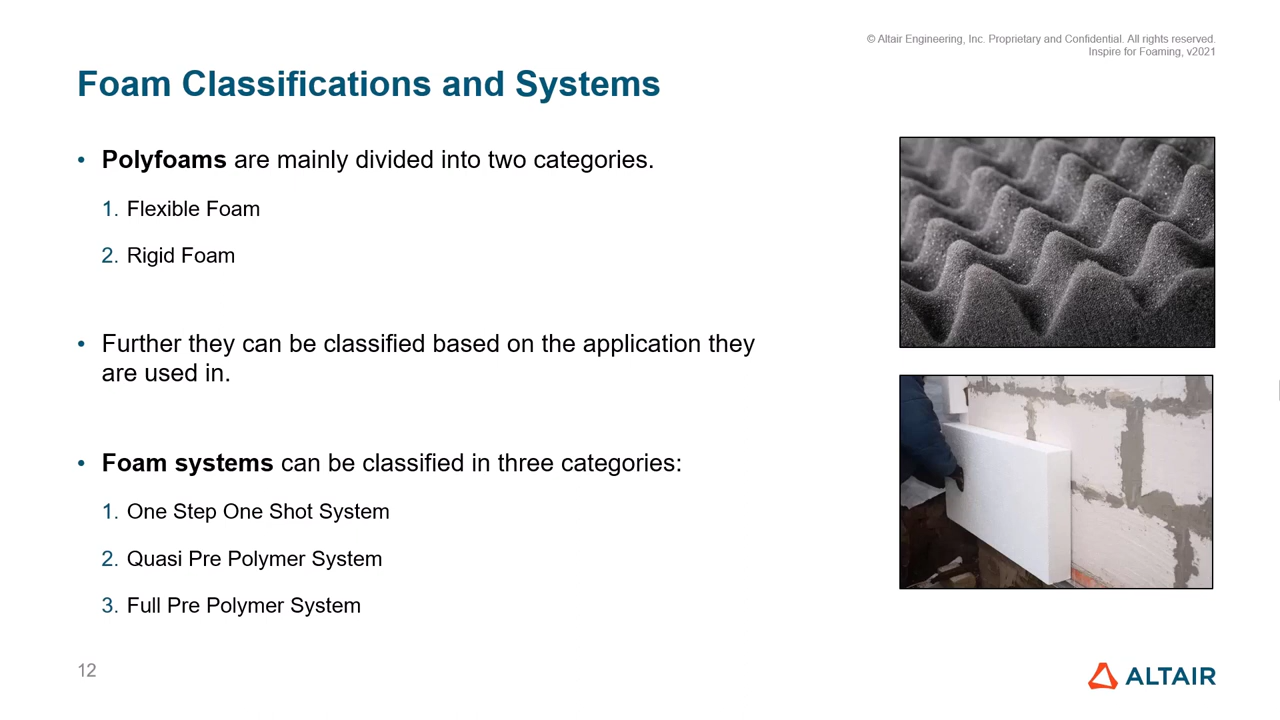 © Altair Engineering, Inc. Proprietary and Confidential. All rights reserved.
Inspire for Foaming, v2021
Foam Classifications and Systems
• Polyfoams are mainly divided into two categories.
1. Flexible Foam
2. Rigid Foam
• Further they can be classified based on the application they
are used in.
• Foam systems can be classified in three categories:
1. One Step One Shot System
2. Quasi Pre Polymer System
3. Full Pre Polymer System
12
ALTAIR